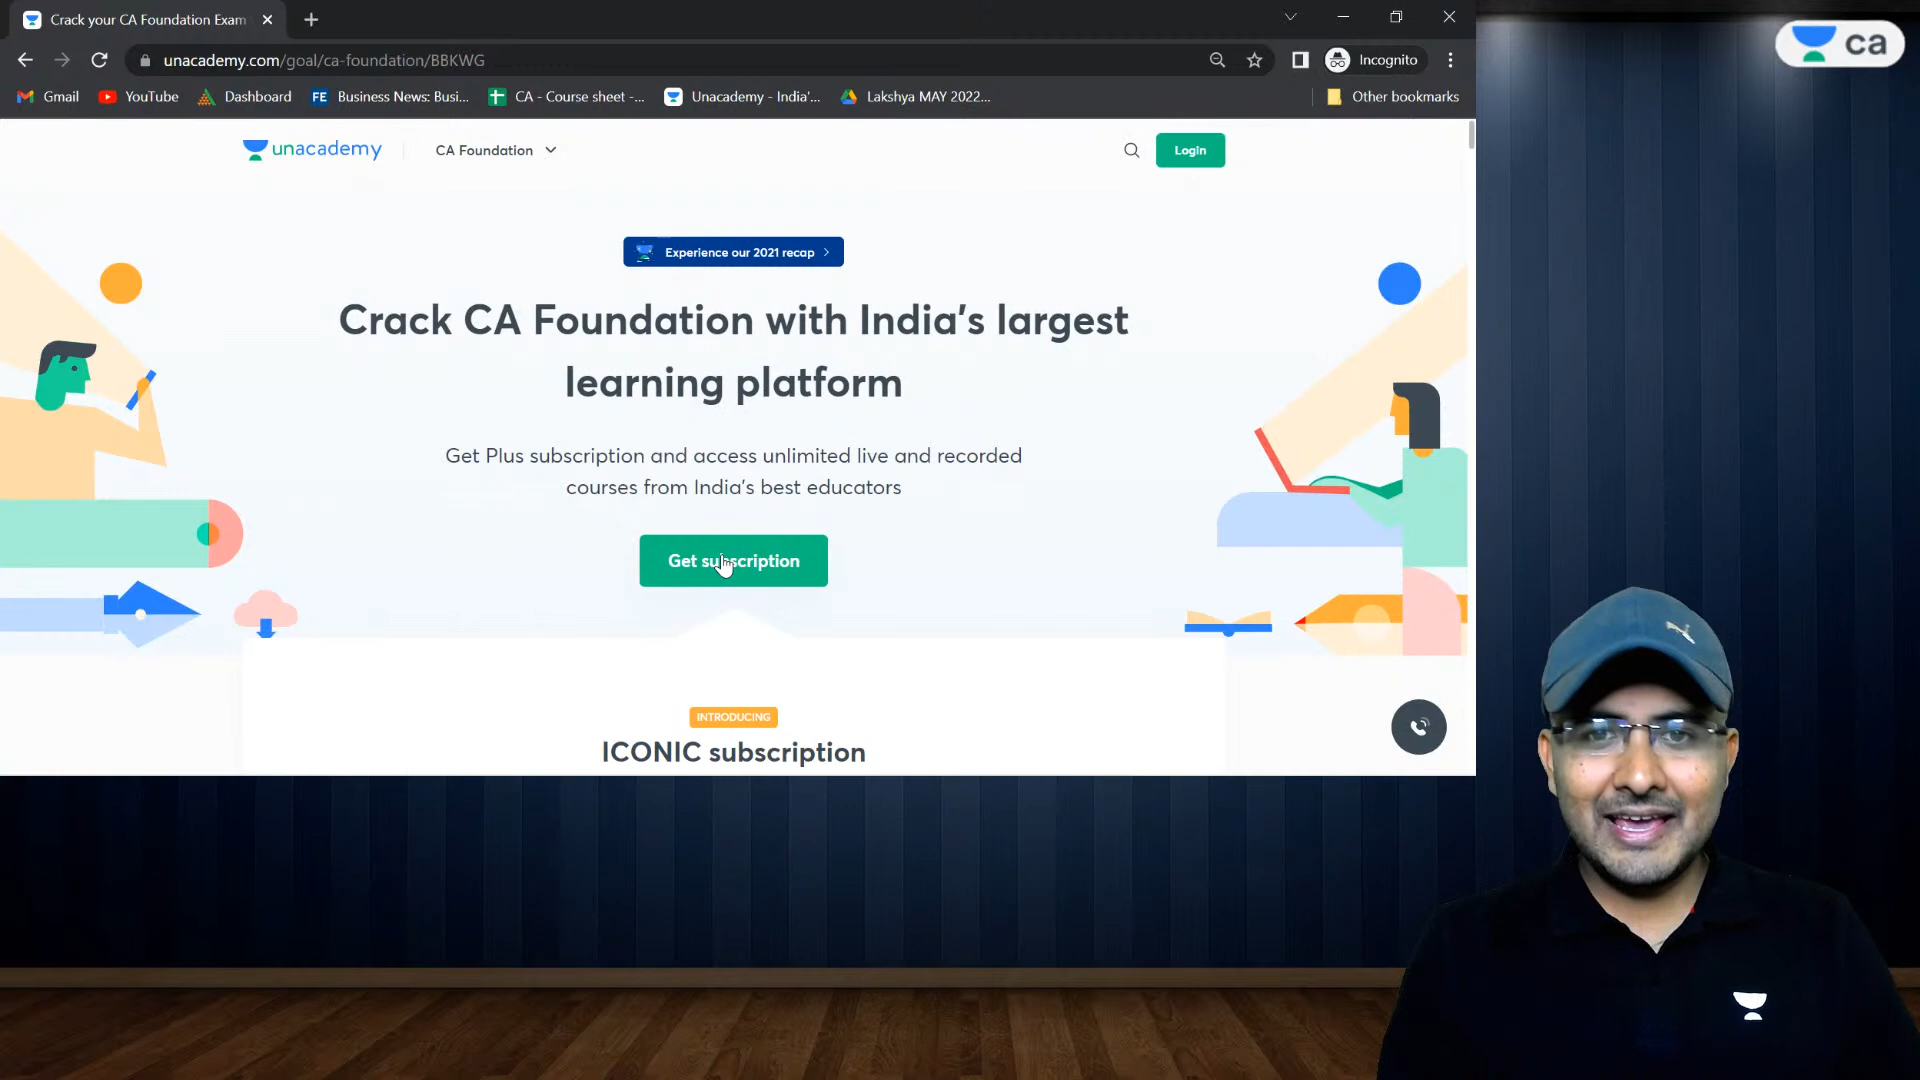 Crack your CA Foundation Exam
unacademy.com/goal/ca-foundation/BBKWG
Incognito
Gmail
YouTube
Dashboard
FE
Business News: Busi...
CA - Course sheet -...
Unacademy - India'...
Lakshya MAY 2022...
Other bookmarks
ca
unacademy
CA Foundation
Login
Experience our 2021 recap
Crack CA Foundation with India's largest
learning platform
Get Plus subscription and access unlimited live and recorded
courses from India's best educators
Get subscription
INTRODUCING
ICONIC subscription